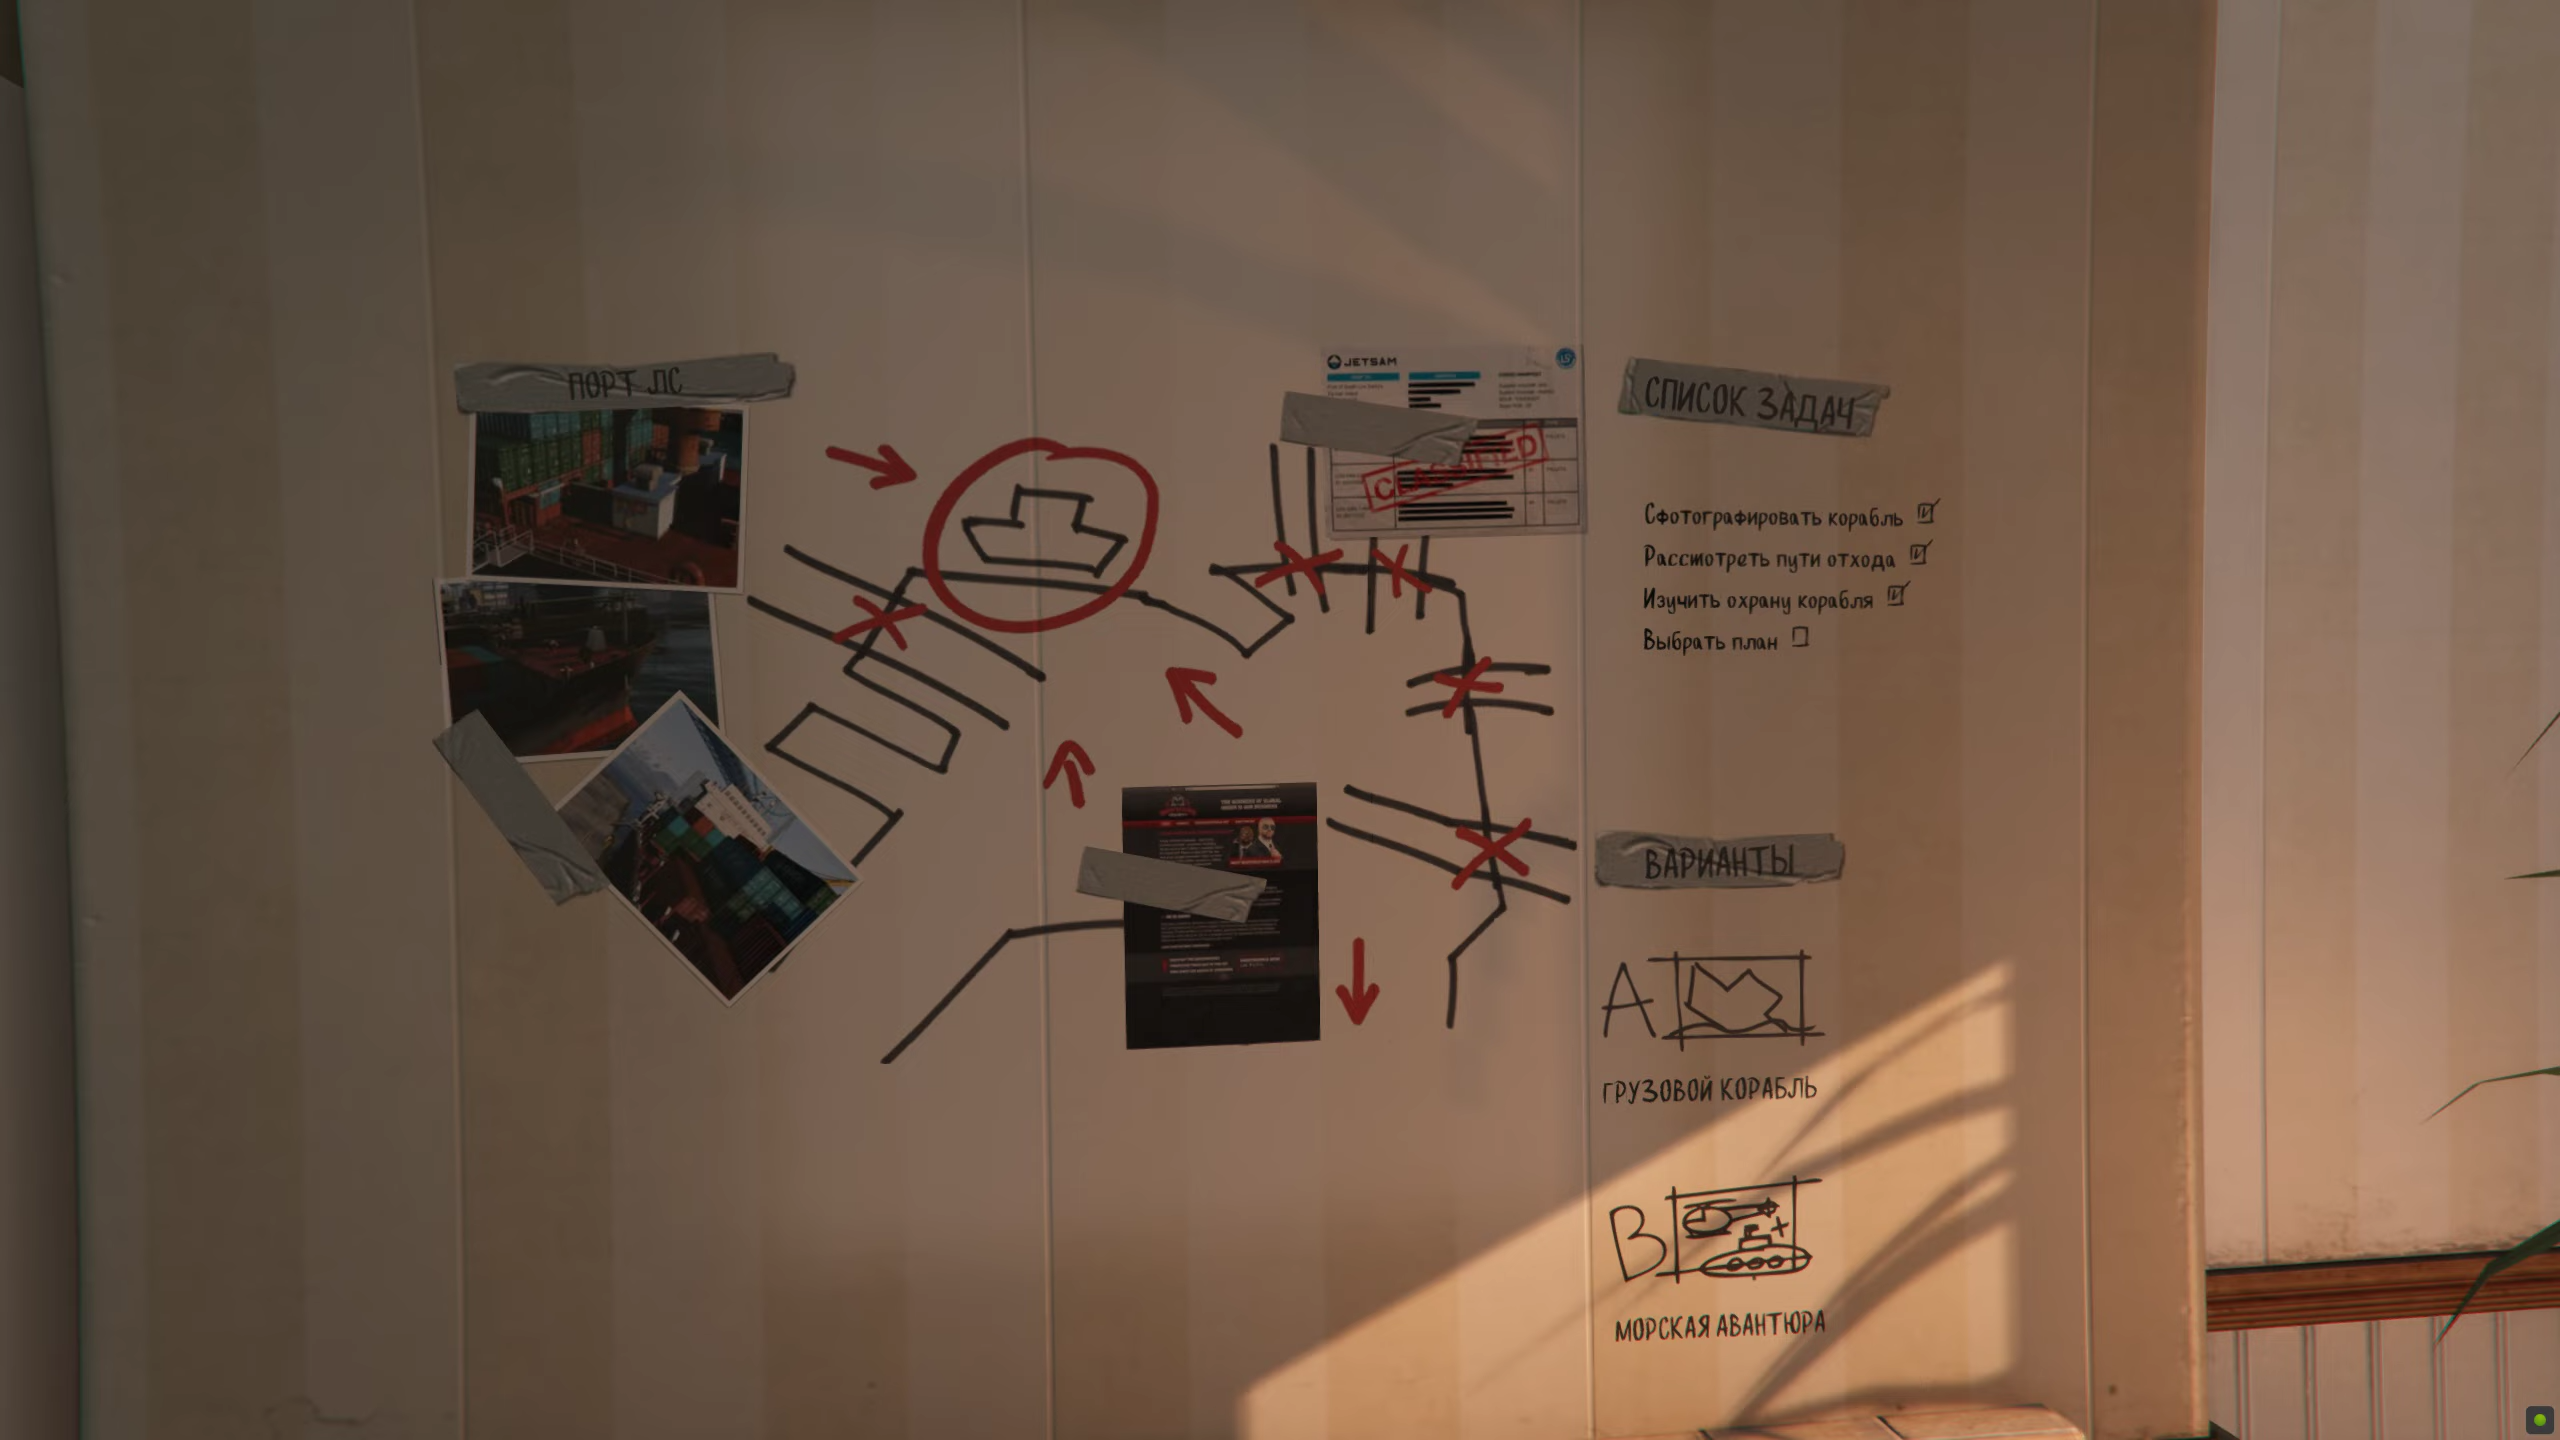 ПОРТ ЛС
JETSAM
CLASSIFIED
СПИСОК ЗАДАЧ
Сфотографировать корабль
Рассмотреть пути отхода
Изучить охрану корабля
Выбрать план
ВАРИАНТЫ
A
ГРУЗОВОЙ КОРАБЛЬ
B
МОРСКАЯ АВАНТЮРА